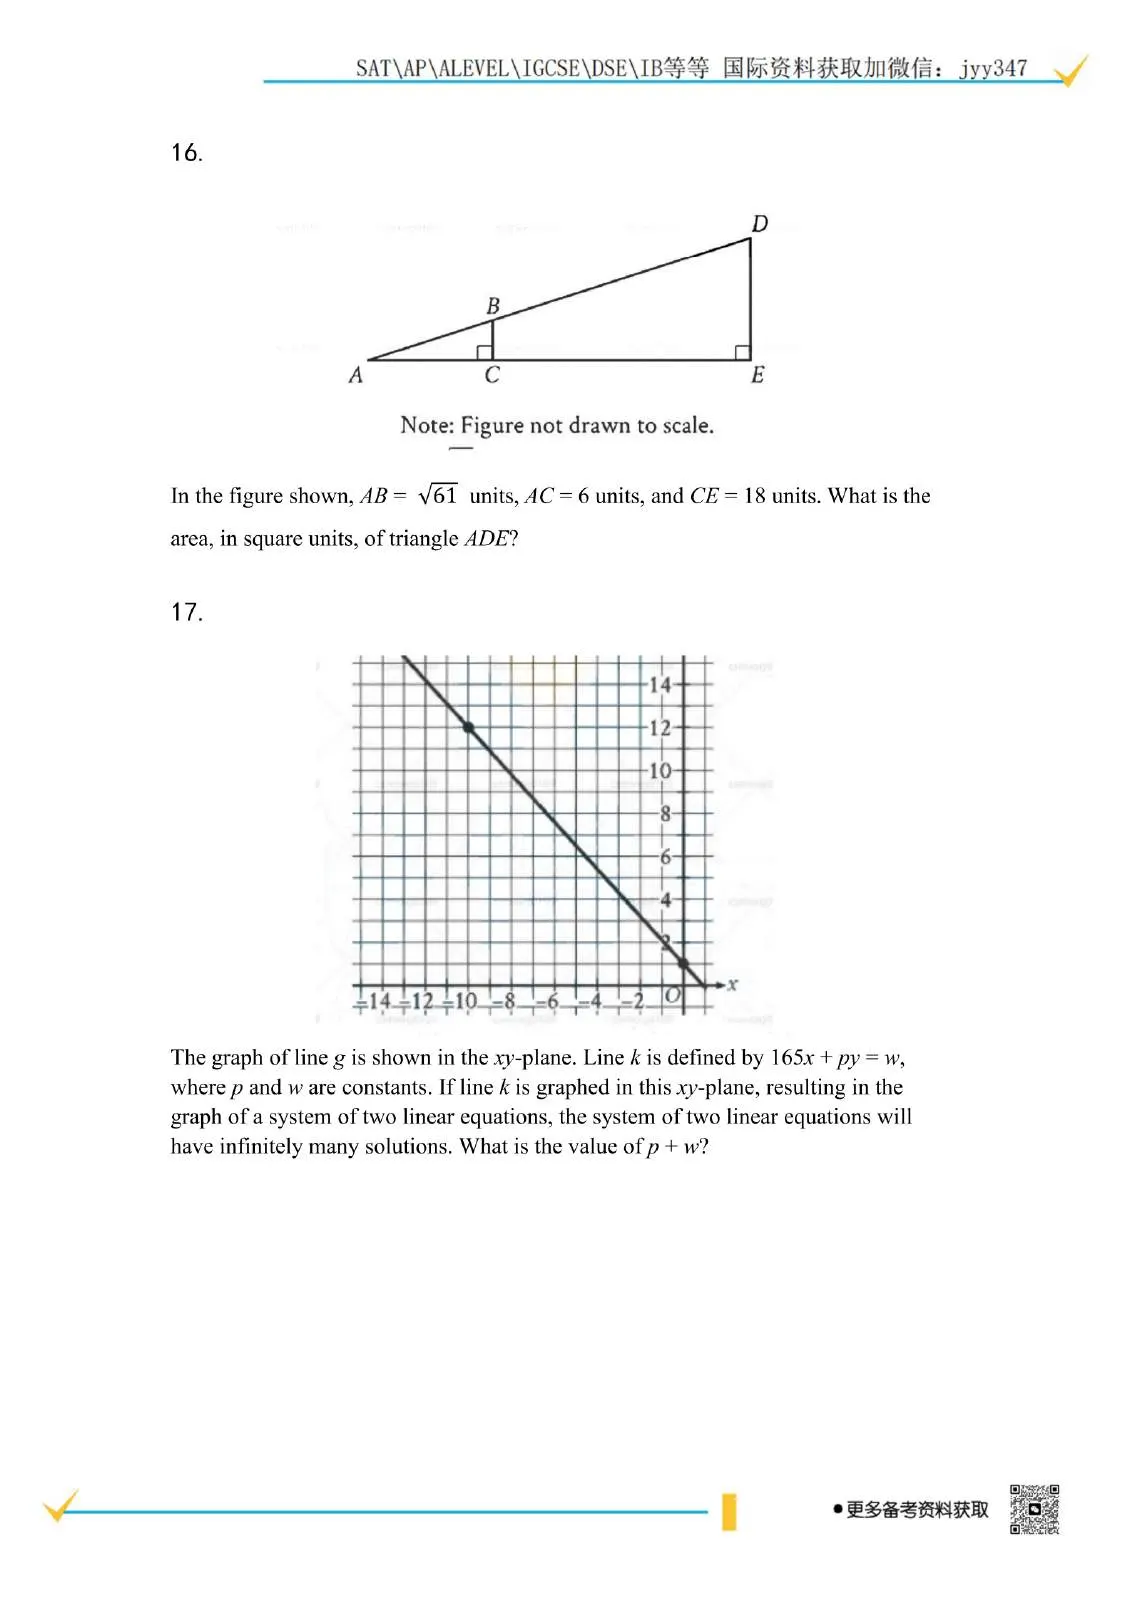 SAT\AP\ALEVEL\IGCSE\DSE\IB等等 国际资料获取加微信：jyy347
16.
D
B
A
C
E
Note: Figure not drawn to scale.
In the figure shown, AB = √61 units, AC = 6 units, and CE = 18 units. What is the
area, in square units, of triangle ADE?
17.
14
12
10
8
6
4
2
x
-14 -12 -10 -8 -6 -4 -2 O
The graph of line g is shown in the xy-plane. Line k is defined by 165x + py = w,
where p and w are constants. If line k is graphed in this xy-plane, resulting in the
graph of a system of two linear equations, the system of two linear equations will
have infinitely many solutions. What is the value of p + w?
●更多备考资料获取